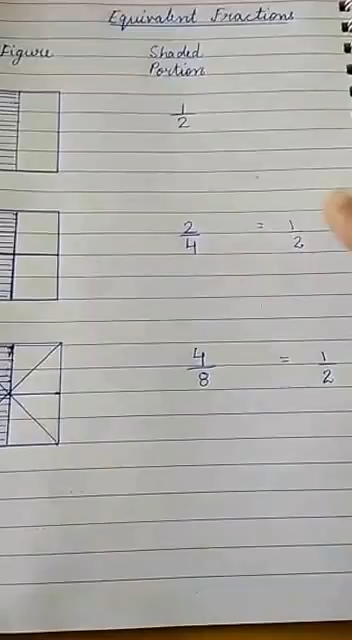 Equivalent Fractions
Figure Shaded
Portion
1/2
2/4 = 1/2
4/8 = 1/2